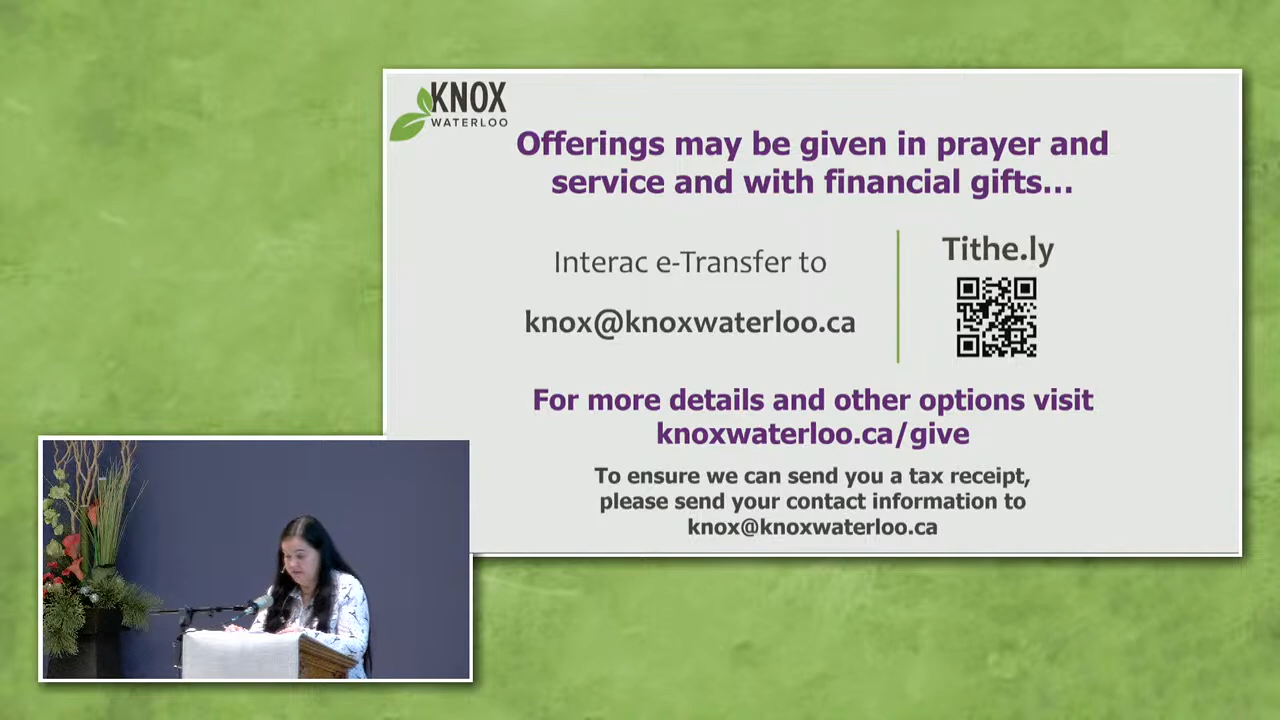 KNOX
WATERLOO
Offerings may be given in prayer and
service and with financial gifts...
Interac e-Transfer to
knox@knoxwaterloo.ca
Tithe.ly
For more details and other options visit
knoxwaterloo.ca/give
To ensure we can send you a tax receipt,
please send your contact information to
knox@knoxwaterloo.ca